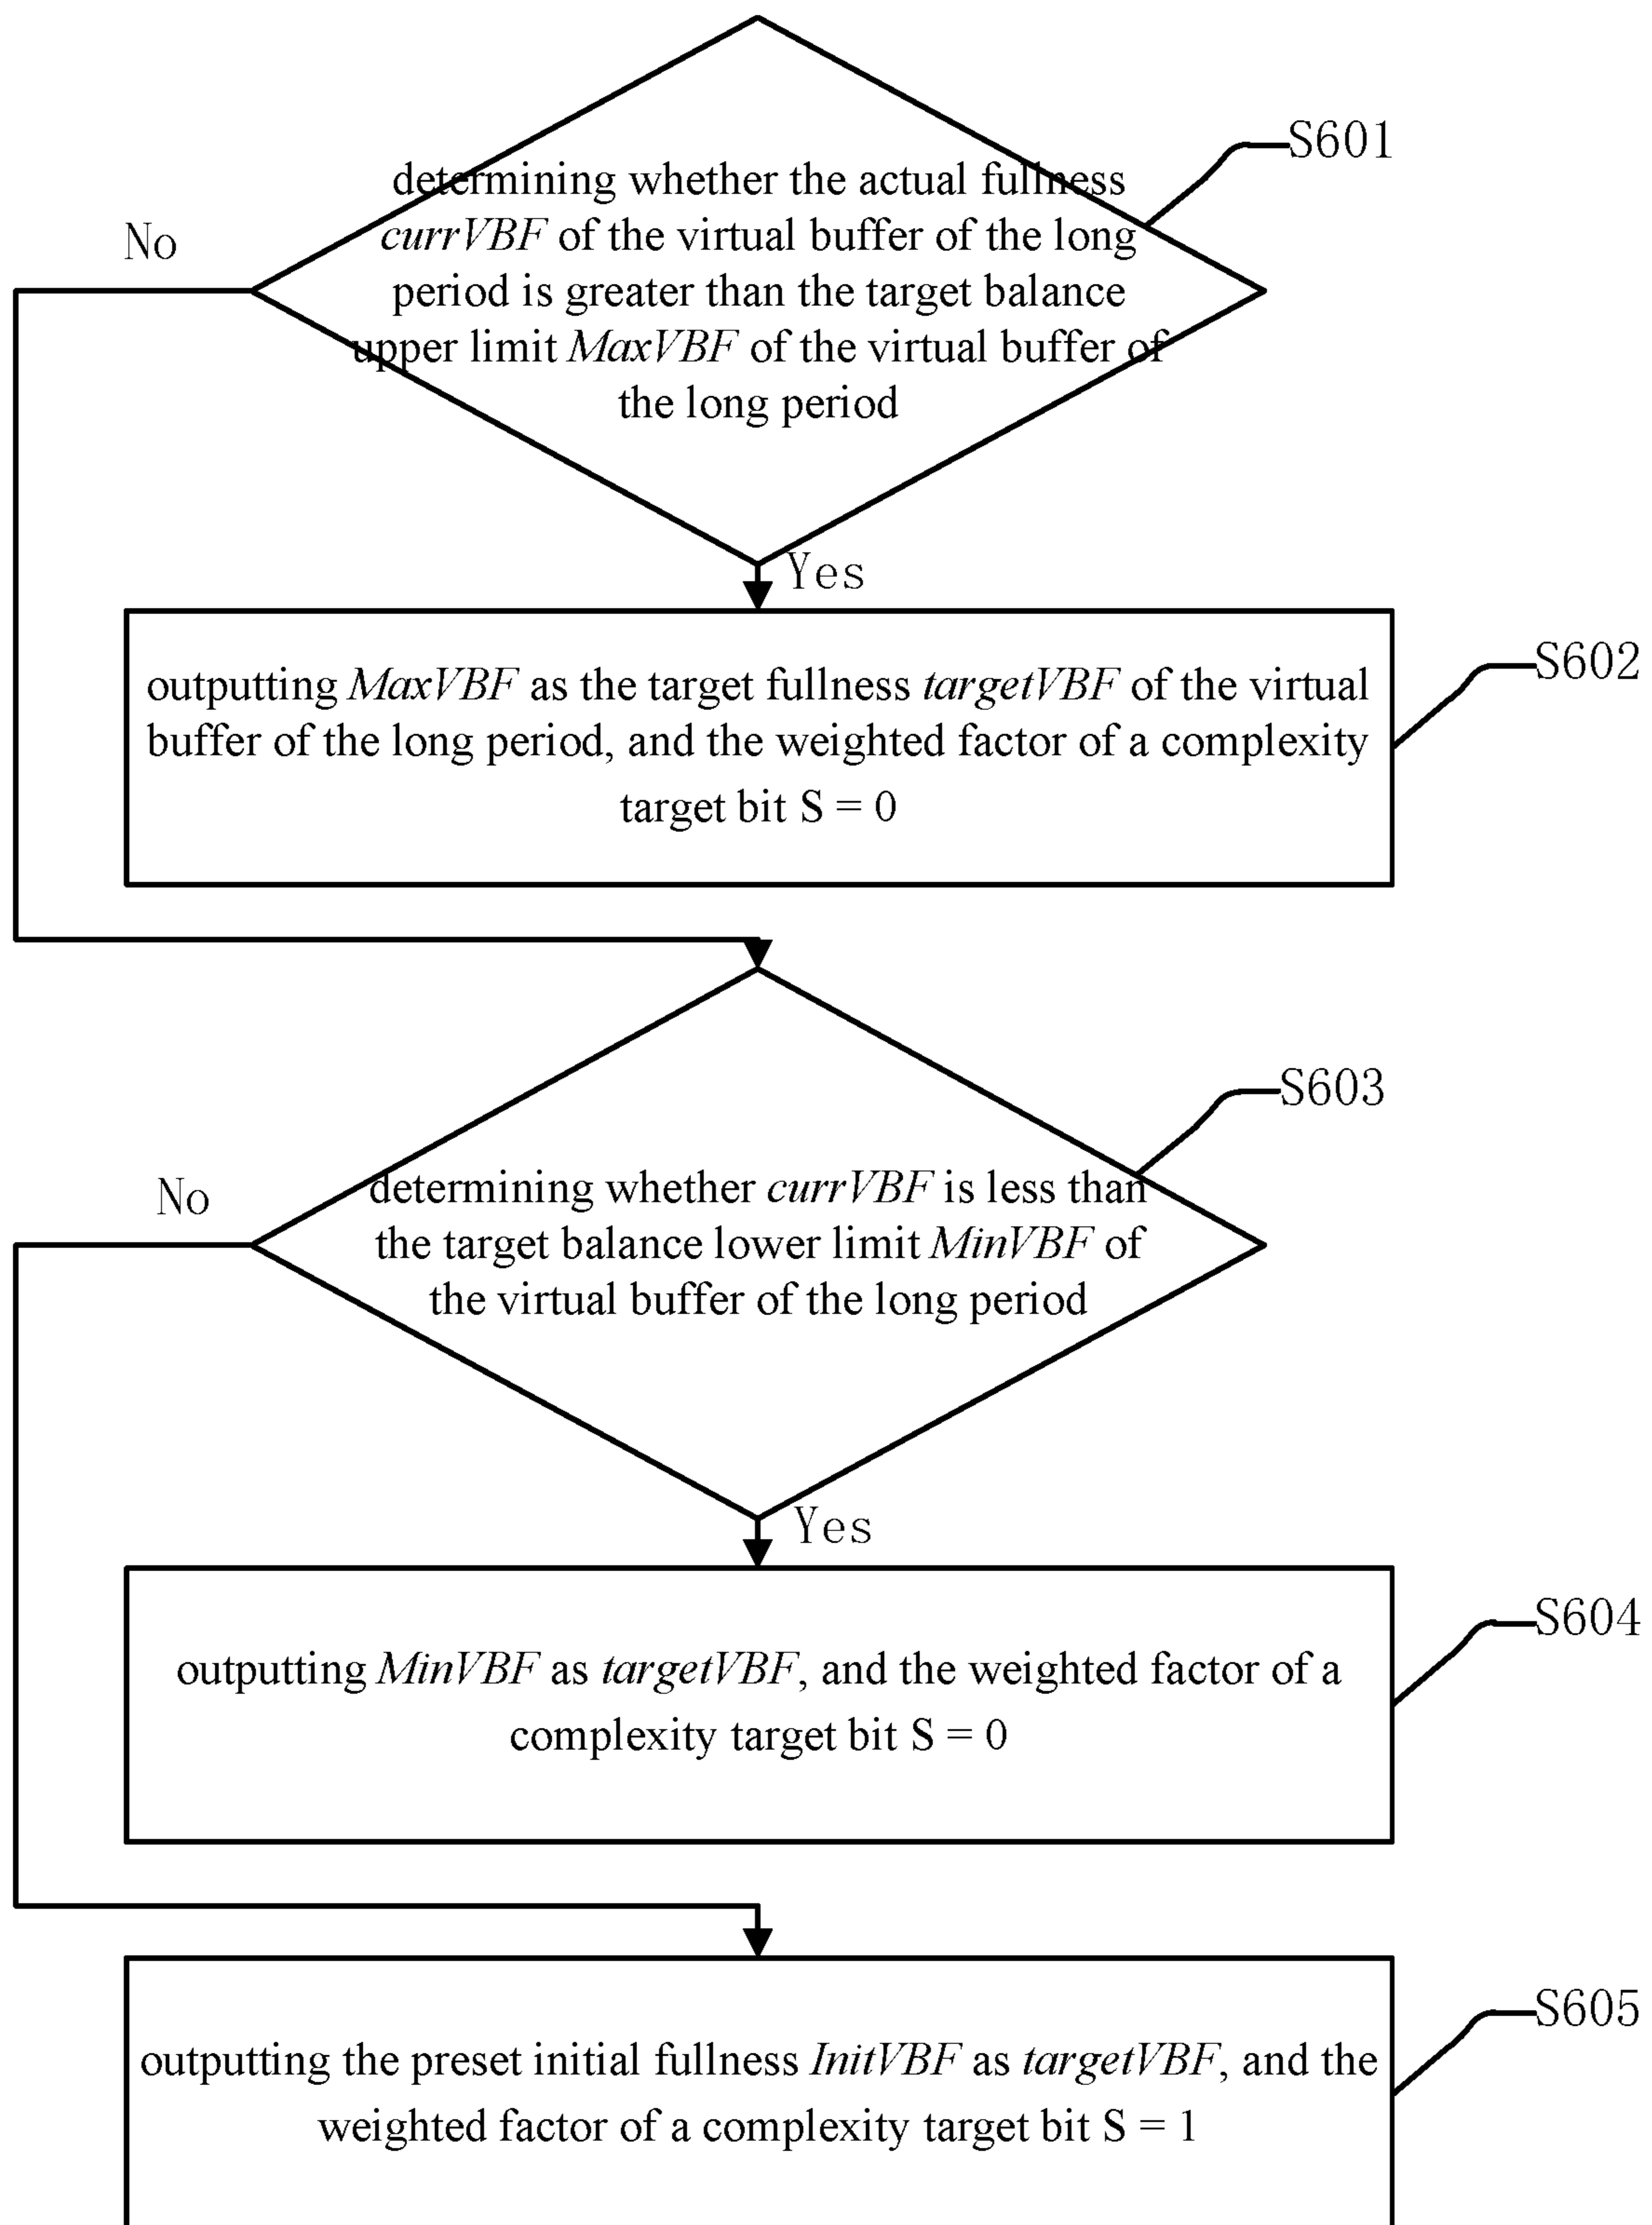 S601
determining whether the actual fullness
currVBF of the virtual buffer of the long
No
period is greater than the target balance
upper limit MaxVBF of the virtual buffer of
the long period
Yes
S602
outputting MaxVBF as the target fullness targetVBF of the virtual
buffer of the long period, and the weighted factor of a complexity
target bit S = 0
S603
determining whether currVBF is less than
No
the target balance lower limit MinVBF of
the virtual buffer of the long period
Yes
S604
outputting MinVBF as targetVBF, and the weighted factor of a
complexity target bit S = 0
S605
outputting the preset initial fullness InitVBF as targetVBF, and the
weighted factor of a complexity target bit S = 1